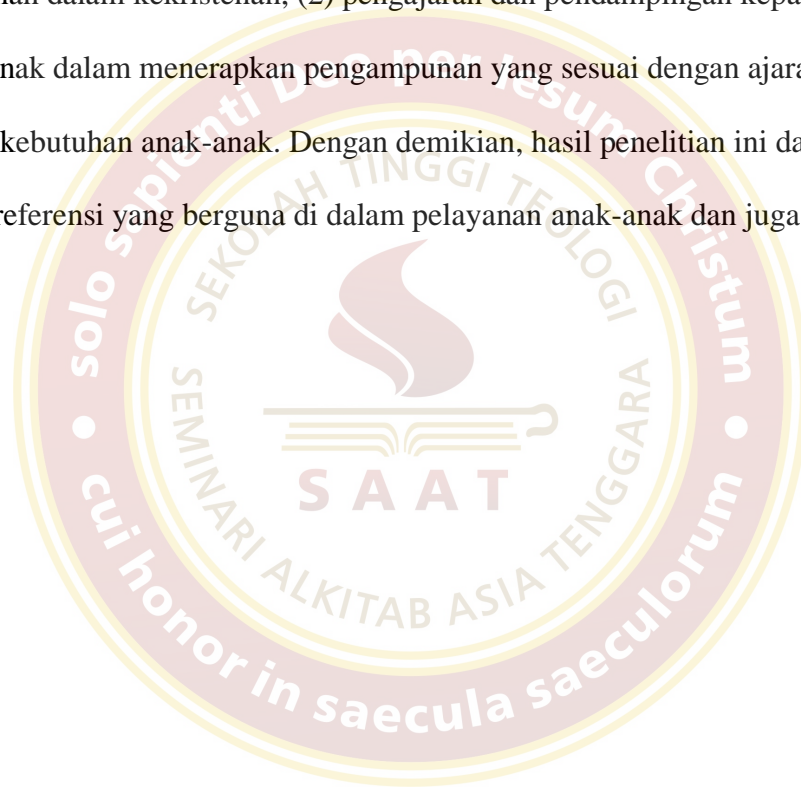 nan dalam kekristenan, (2) pengajaran dan pendampingan kepa
nak dalam menerapkan pengampunan yang sesuai dengan ajara
kebutuhan anak-anak. Dengan demikian, hasil penelitian ini da
referensi yang berguna di dalam pelayanan anak-anak dan juga
solo sapienti Deo per Jesum Christum
cui honor in saecula saeculorum
SEKOLAH TINGGI TEOLOGI
SEMINARI ALKITAB ASIA TENGGARA
SAAT